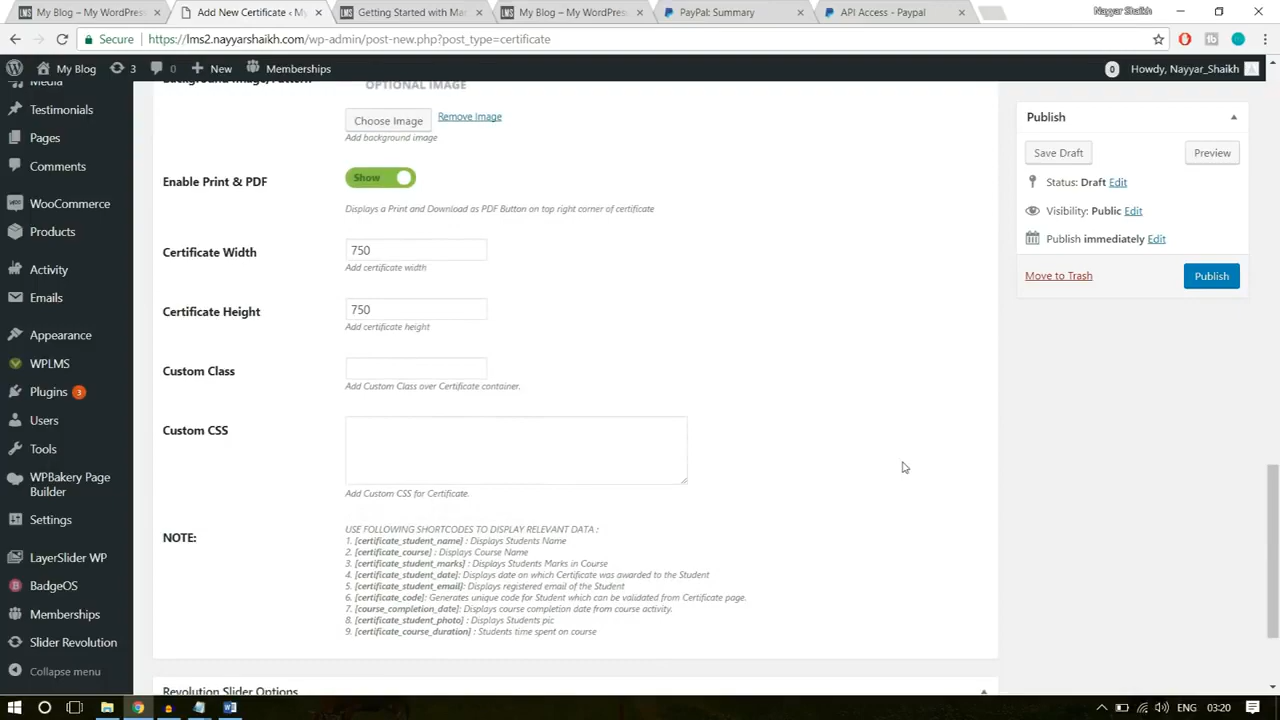 My Blog – My WordPress
Add New Certificate ‹ My
Getting Started with Mas
My Blog – My WordPress
PayPal: Summary
API Access - Paypal
Nayyar Shaikh
Secure
https://lms2.nayyarshaikh.com/wp-admin/post-new.php?post_type=certificate
My Blog
3
0
New
Memberships
0
Howdy, Nayyar_Shaikh
Media
Testimonials
Pages
Comments
WooCommerce
Products
Activity
Emails
Appearance
WPLMS
Plugins 3
Users
Tools
WPBakery Page
Builder
Settings
LayerSlider WP
BadgeOS
Memberships
Slider Revolution
Collapse menu
Background Image/Pattern
OPTIONAL IMAGE
Choose Image
Remove Image
Add background image
Enable Print & PDF
Show
Displays a Print and Download as PDF Button on top right corner of certificate
Certificate Width
750
Add certificate width
Certificate Height
750
Add certificate height
Custom Class
Add Custom Class over Certificate container.
Custom CSS
Add Custom CSS for Certificate.
NOTE:
USE FOLLOWING SHORTCODES TO DISPLAY RELEVANT DATA :
1. [certificate_student_name] : Displays Students Name
2. [certificate_course] : Displays Course Name
3. [certificate_student_marks] : Displays Students Marks in Course
4. [certificate_student_date]: Displays date on which Certificate was awarded to the Student
5. [certificate_student_email]: Displays registered email of the Student
6. [certificate_code]: Generates unique code for Student which can be validated from Certificate page.
7. [course_completion_date]: Displays course completion date from course activity.
8. [certificate_student_photo] : Displays Students pic
9. [certificate_course_duration] : Students time spent on course
Revolution Slider Options
Publish
Save Draft
Preview
Status: Draft Edit
Visibility: Public Edit
Publish immediately Edit
Move to Trash
Publish
ENG
03:20